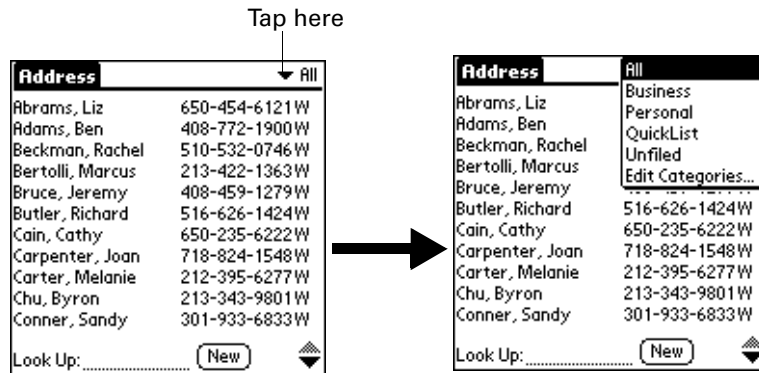 Tap here
Address All
Abrams, Liz 650-454-6121W
Adams, Ben 408-772-1900W
Beckman, Rachel 510-532-0746W
Bertolli, Marcus 213-422-1363W
Bruce, Jeremy 408-459-1279W
Butler, Richard 516-626-1424W
Cain, Cathy 650-235-6222W
Carpenter, Joan 718-824-1548W
Carter, Melanie 212-395-6277W
Chu, Byron 213-343-9801W
Conner, Sandy 301-933-6833W
Look Up: New
Address All
Business
Personal
QuickList
Unfiled
Edit Categories...
Abrams, Liz
Adams, Ben
Beckman, Rachel
Bertolli, Marcus
Bruce, Jeremy
Butler, Richard 516-626-1424W
Cain, Cathy 650-235-6222W
Carpenter, Joan 718-824-1548W
Carter, Melanie 212-395-6277W
Chu, Byron 213-343-9801W
Conner, Sandy 301-933-6833W
Look Up: New